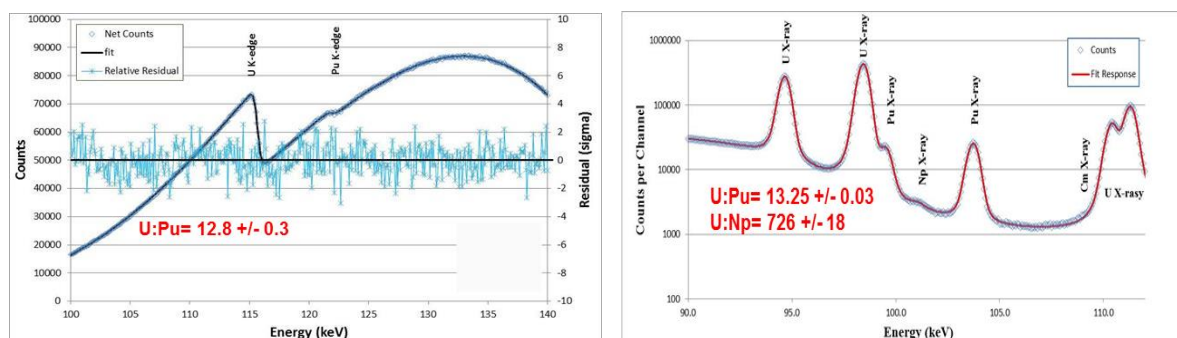 100000
90000
80000
70000
60000
50000
40000
30000
20000
10000
0
Counts
Net Counts
fit
Relative Residual
U K-edge
Pu K-edge
U:Pu= 12.8 +/- 0.3
10
8
6
4
2
0
-2
-4
-6
-8
-10
Residual (sigma)
100 105 110 115 120 125 130 135 140
Energy (keV)
1000000
100000
10000
1000
100
Counts per Channel
U X-ray
U X-ray
Pu X-ray
Np X-ray
Pu X-ray
Cm X-ray
U X-rasy
Counts
Fit Response
U:Pu= 13.25 +/- 0.03
U:Np= 726 +/- 18
90.0 95.0 100.0 105.0 110.0
Energy (keV)